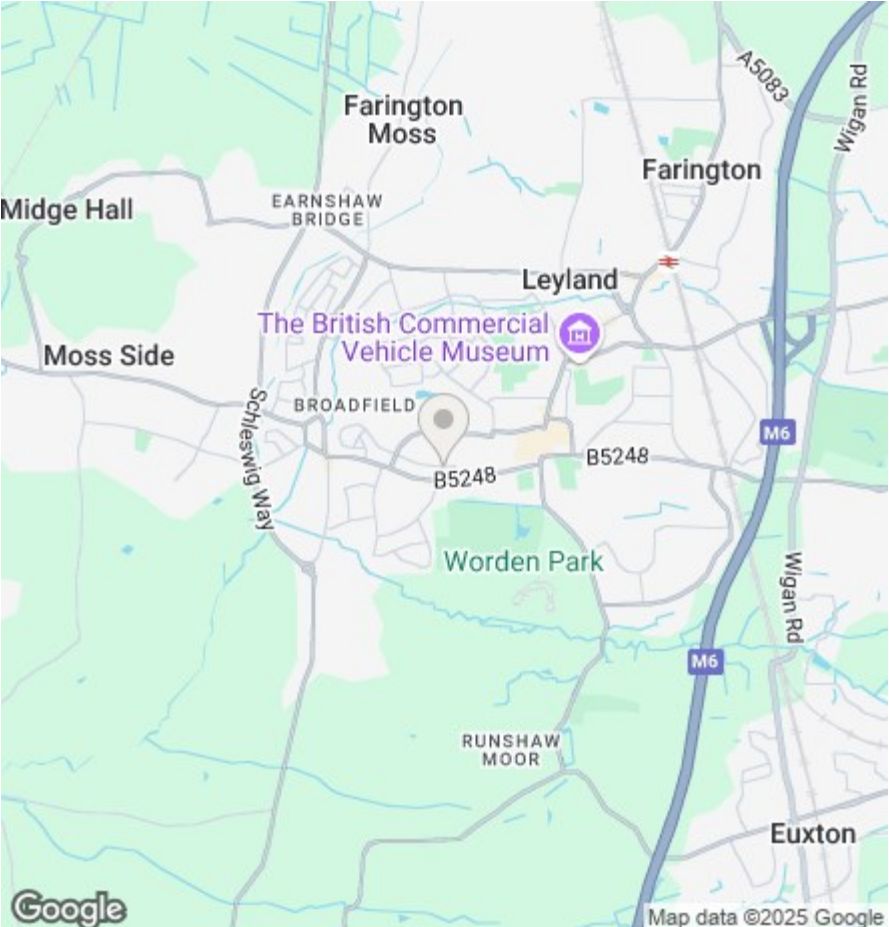 A5083
Wigan Rd
Farington
Moss
Farington
Midge Hall
EARNSHAW
BRIDGE
Leyland
The British Commercial
Vehicle Museum
Moss Side
Schleswig Way
BROADFIELD
M6
B5248
B5248
Worden Park
Wigan Rd
M6
RUNSHAW
MOOR
Euxton
Google
Map data ©2025 Google